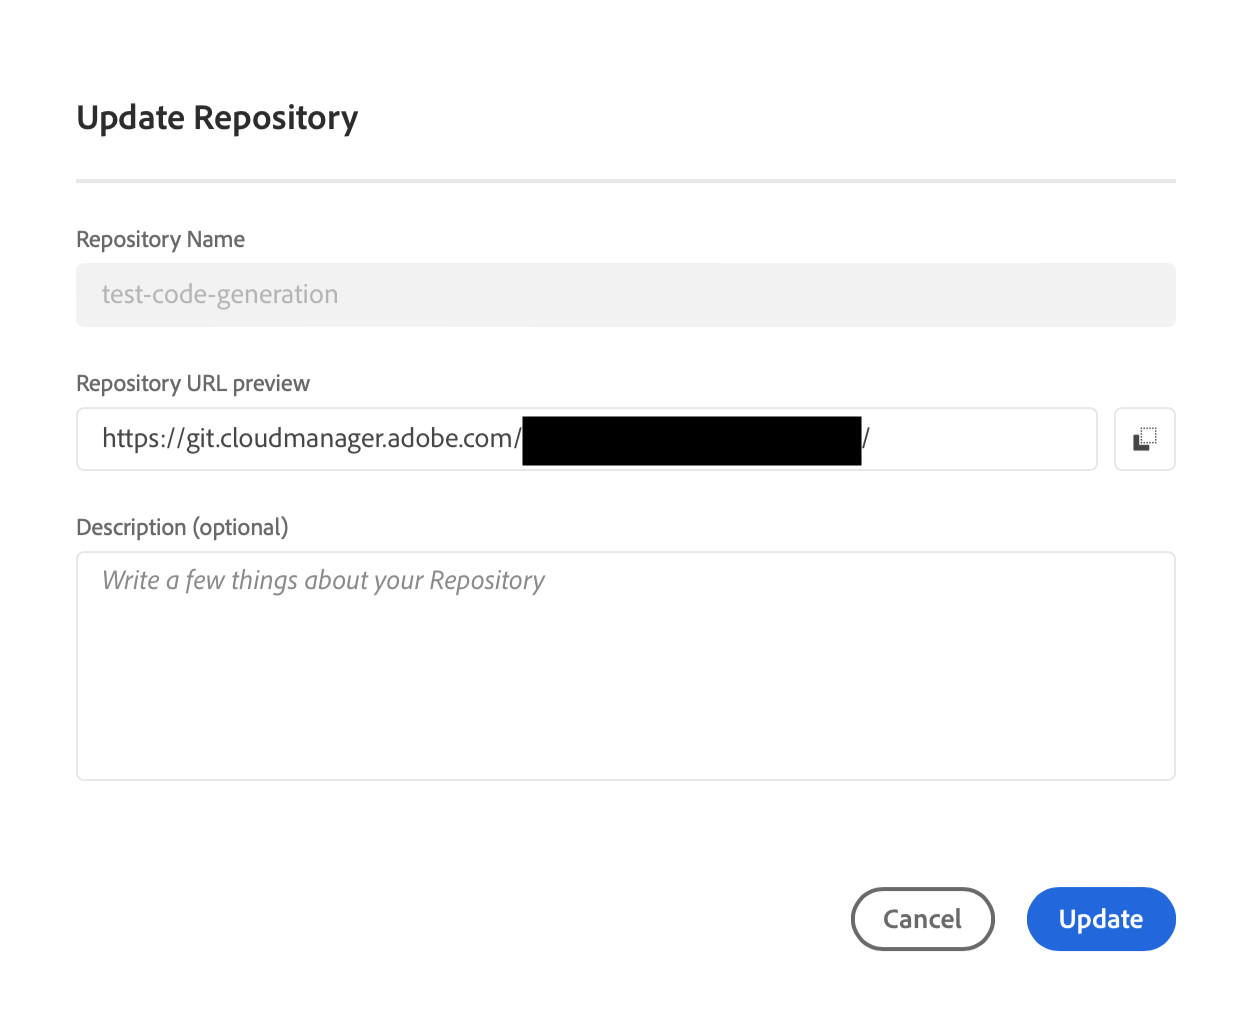 Update Repository
Repository Name
test-code-generation
Repository URL preview
https://git.cloudmanager.adobe.com/ /
Description (optional)
Write a few things about your Repository
Cancel
Update